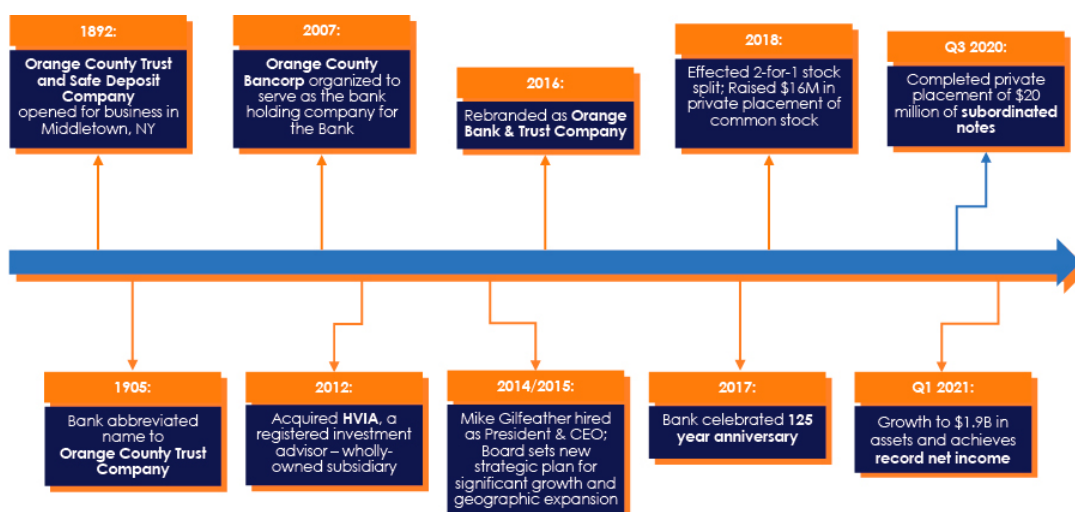 1892:
Orange County Trust
and Safe Deposit
Company
opened for business in
Middletown, NY
2007:
Orange County
Bancorp organized to
serve as the bank
holding company for
the Bank
2016:
Rebranded as Orange
Bank & Trust Company
2018:
Effected 2-for-1 stock
split; Raised $16M in
private placement of
common stock
Q3 2020:
Completed private
placement of $20
million of subordinated
notes
1905:
Bank abbreviated
name to
Orange County Trust
Company
2012:
Acquired HVIA, a
registered investment
advisor – wholly-
owned subsidiary
2014/2015:
Mike Gilfeather hired
as President & CEO;
Board sets new
strategic plan for
significant growth and
geographic expansion
2017:
Bank celebrated 125
year anniversary
Q1 2021:
Growth to $1.9B in
assets and achieves
record net income